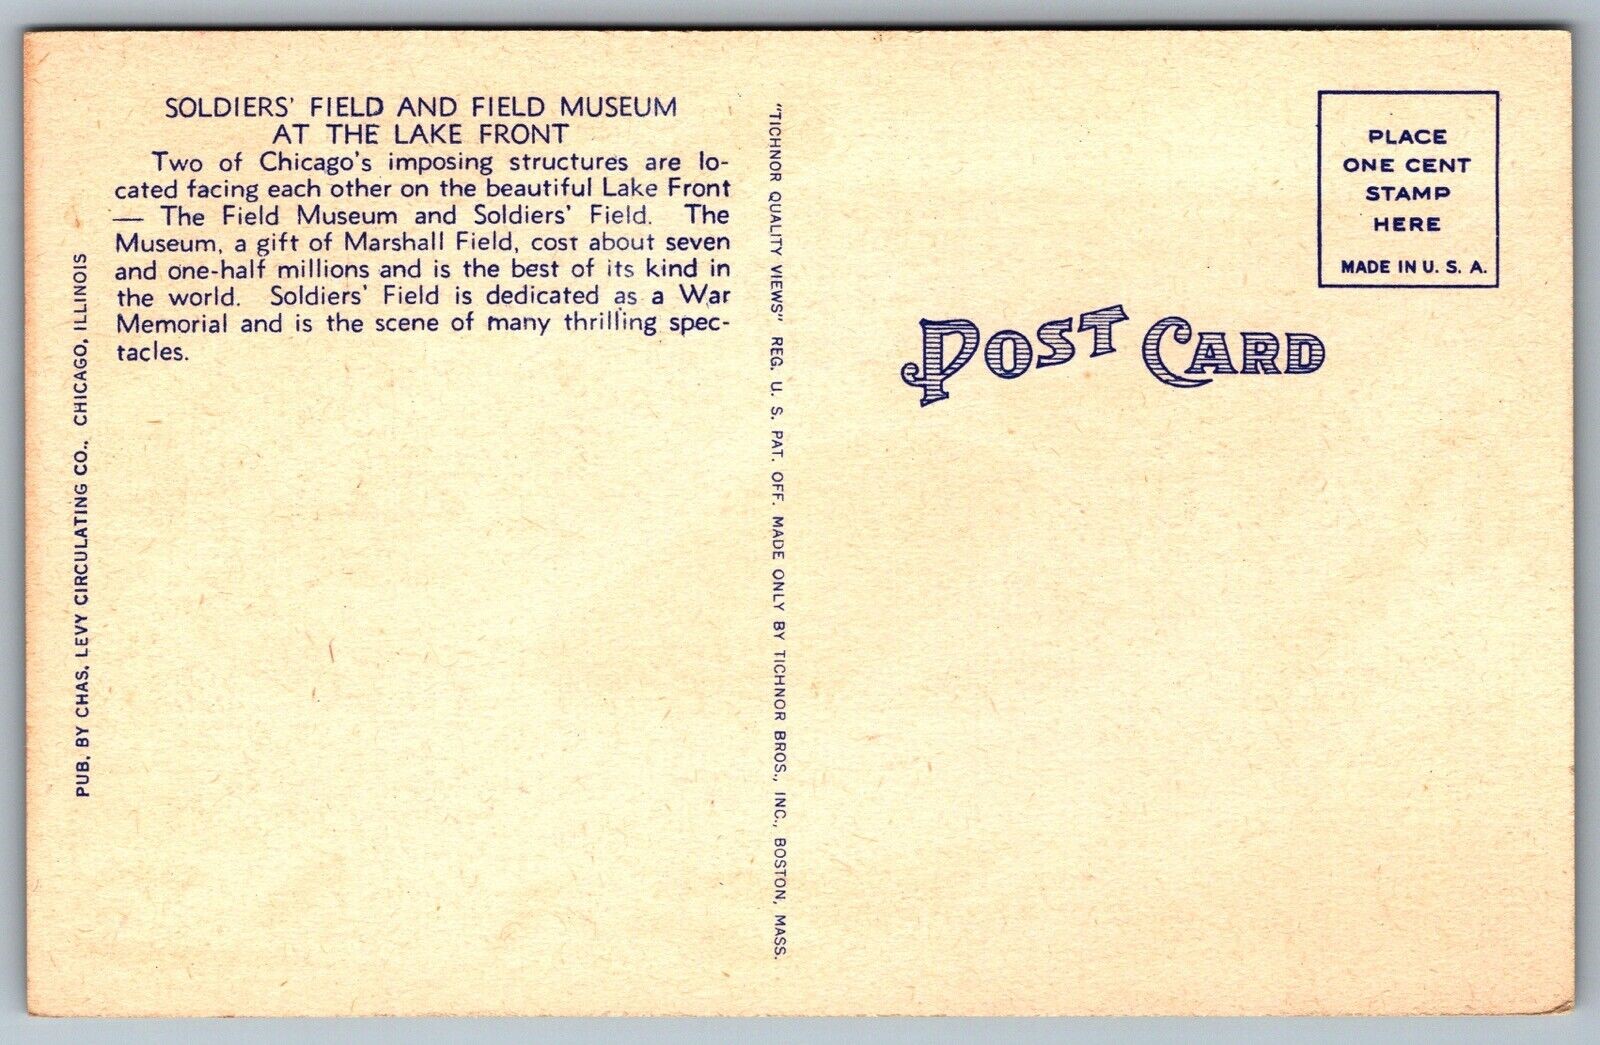 SOLDIERS' FIELD AND FIELD MUSEUM
AT THE LAKE FRONT
Two of Chicago's imposing structures are lo-
cated facing each other on the beautiful Lake Front
— The Field Museum and Soldiers' Field. The
Museum, a gift of Marshall Field, cost about seven
and one-half millions and is the best of its kind in
the world. Soldiers' Field is dedicated as a War
Memorial and is the scene of many thrilling spec-
tacles.
PUB. BY CHAS. LEVY CIRCULATING CO., CHICAGO, ILLINOIS
"TICHNOR QUALITY VIEWS" REG. U. S. PAT. OFF. MADE ONLY BY TICHNOR BROS., INC., BOSTON, MASS.
PLACE
ONE CENT
STAMP
HERE
MADE IN U. S. A.
POST CARD